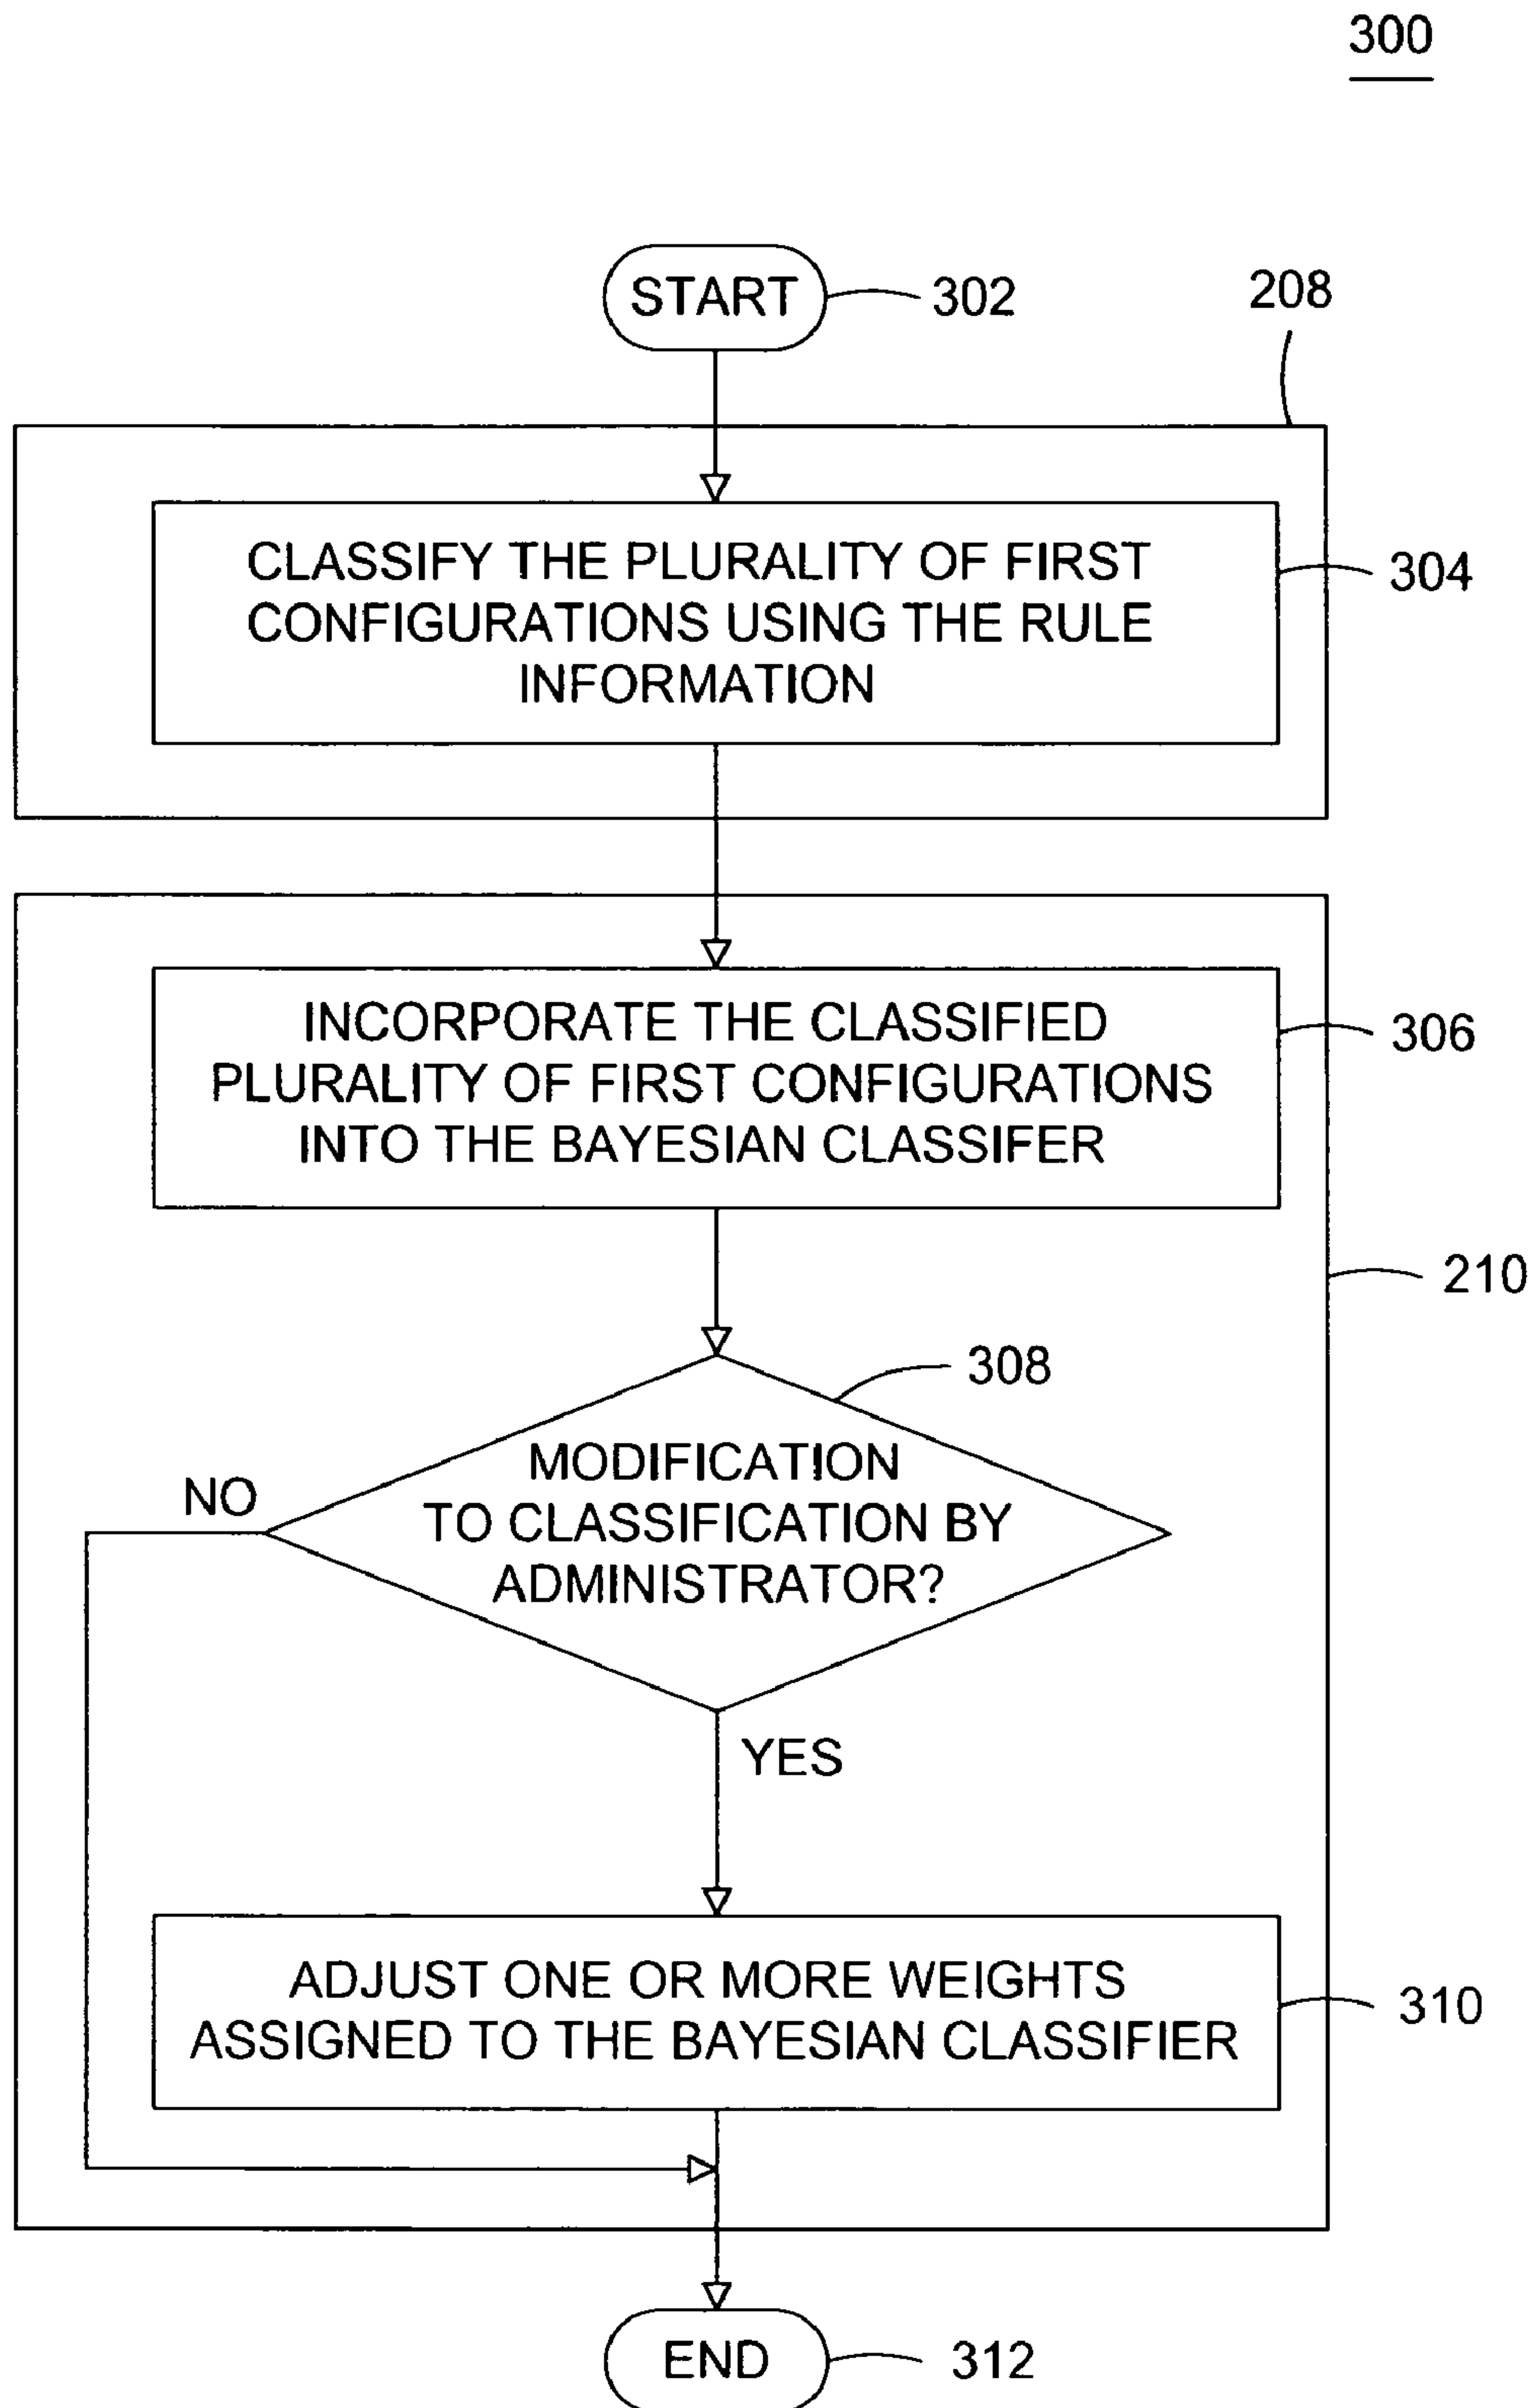 300
START
302
208
CLASSIFY THE PLURALITY OF FIRST
CONFIGURATIONS USING THE RULE
INFORMATION
304
INCORPORATE THE CLASSIFIED
PLURALITY OF FIRST CONFIGURATIONS
INTO THE BAYESIAN CLASSIFER
306
210
308
MODIFICATION
TO CLASSIFICATION BY
ADMINISTRATOR?
NO
YES
ADJUST ONE OR MORE WEIGHTS
ASSIGNED TO THE BAYESIAN CLASSIFIER
310
END
312